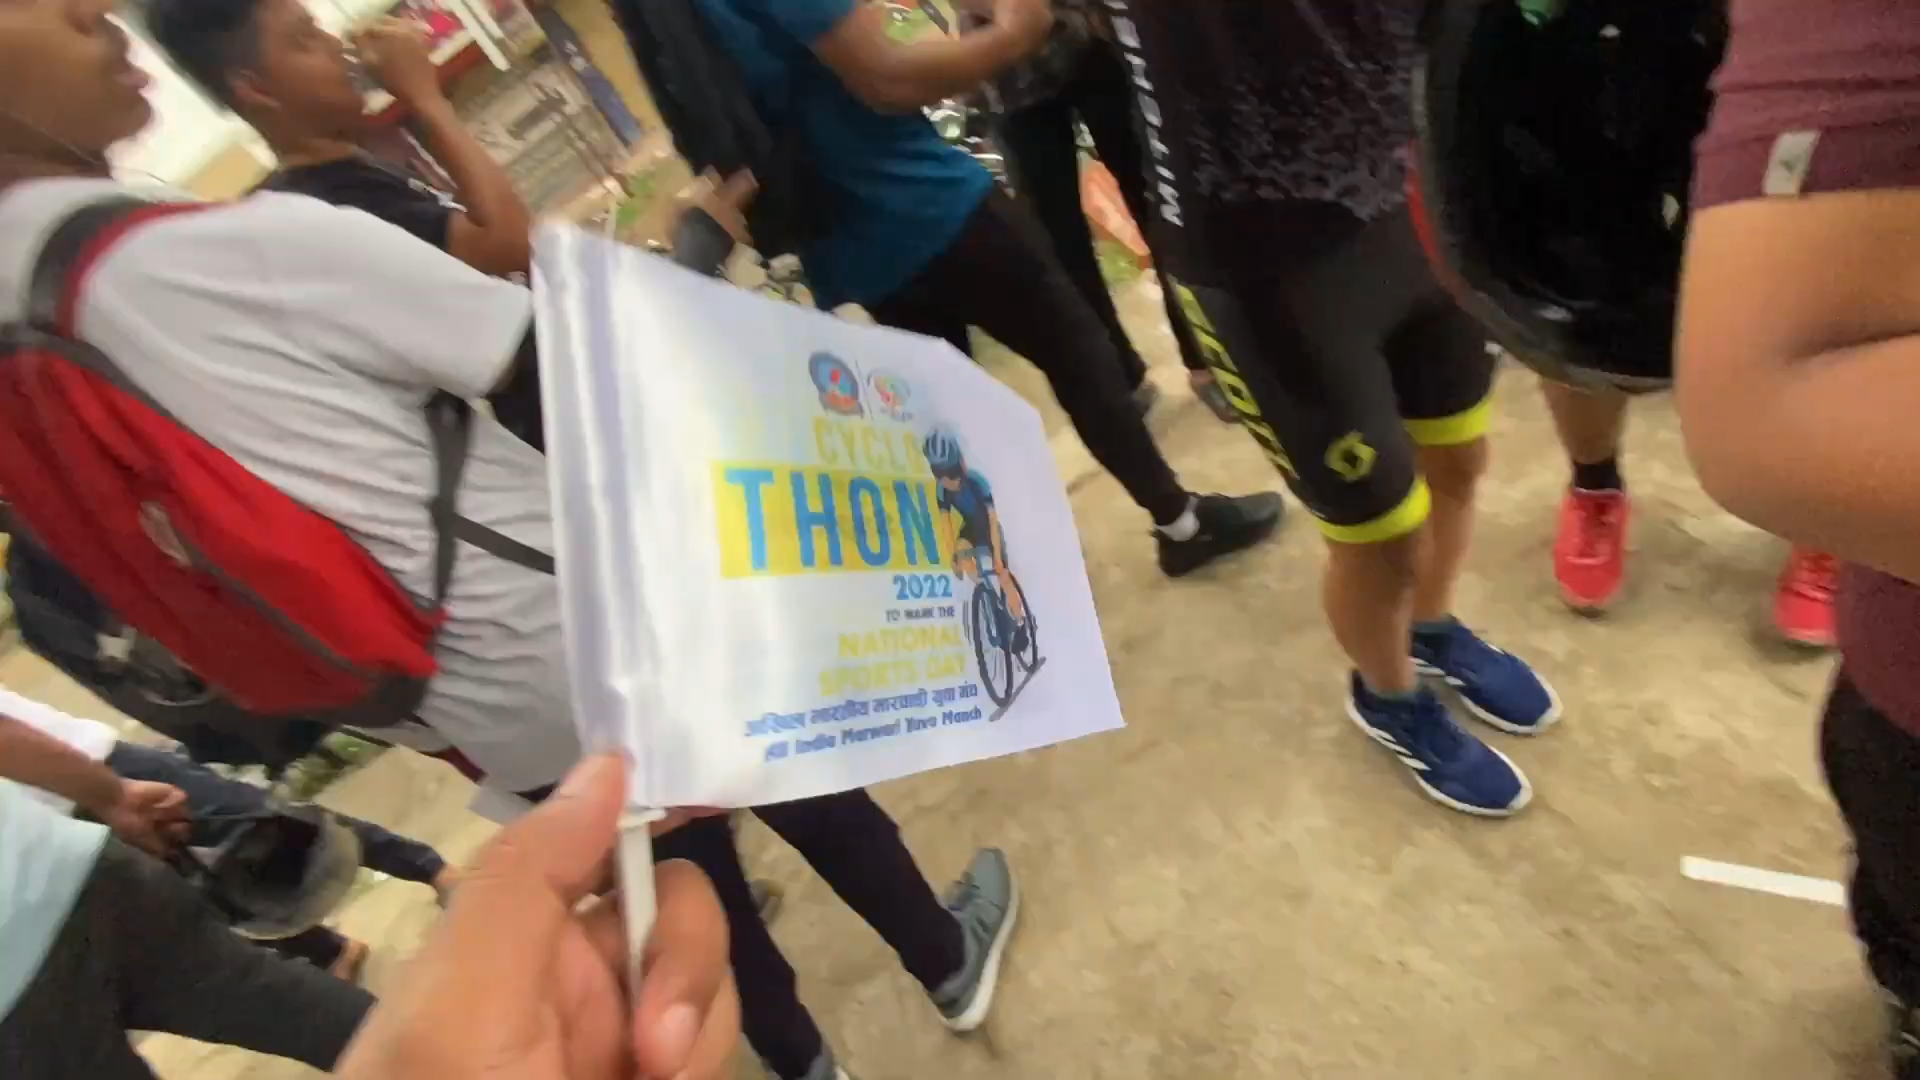 CYCLO
THON
2022
TO MARK THE
NATIONAL
SPORTS DAY
अखिल भारतीय मारवाड़ी युवा मंच
All India Marwari Yuva Manch